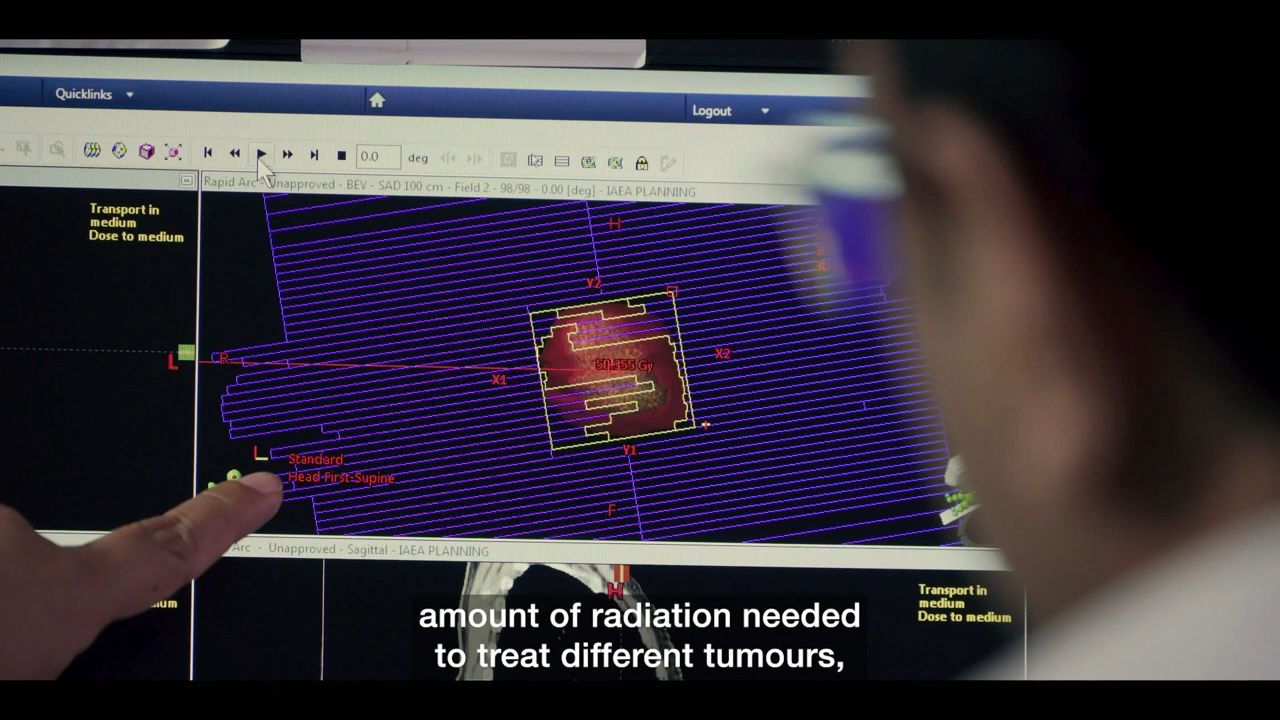 Quicklinks
Logout
0.0
deg
Rapid Arc - Unapproved - BEV - SAD 100 cm - Field 2 - 98/98 - 0.00 [deg] - IAEA PLANNING
Transport in
medium
Dose to medium
H
Y2
R
L
X1
X2
Y1
L
Standard
Head First-Supine
F
Arc - Unapproved - Sagittal - IAEA PLANNING
H
Transport in
medium
Dose to medium
amount of radiation needed
to treat different tumours,